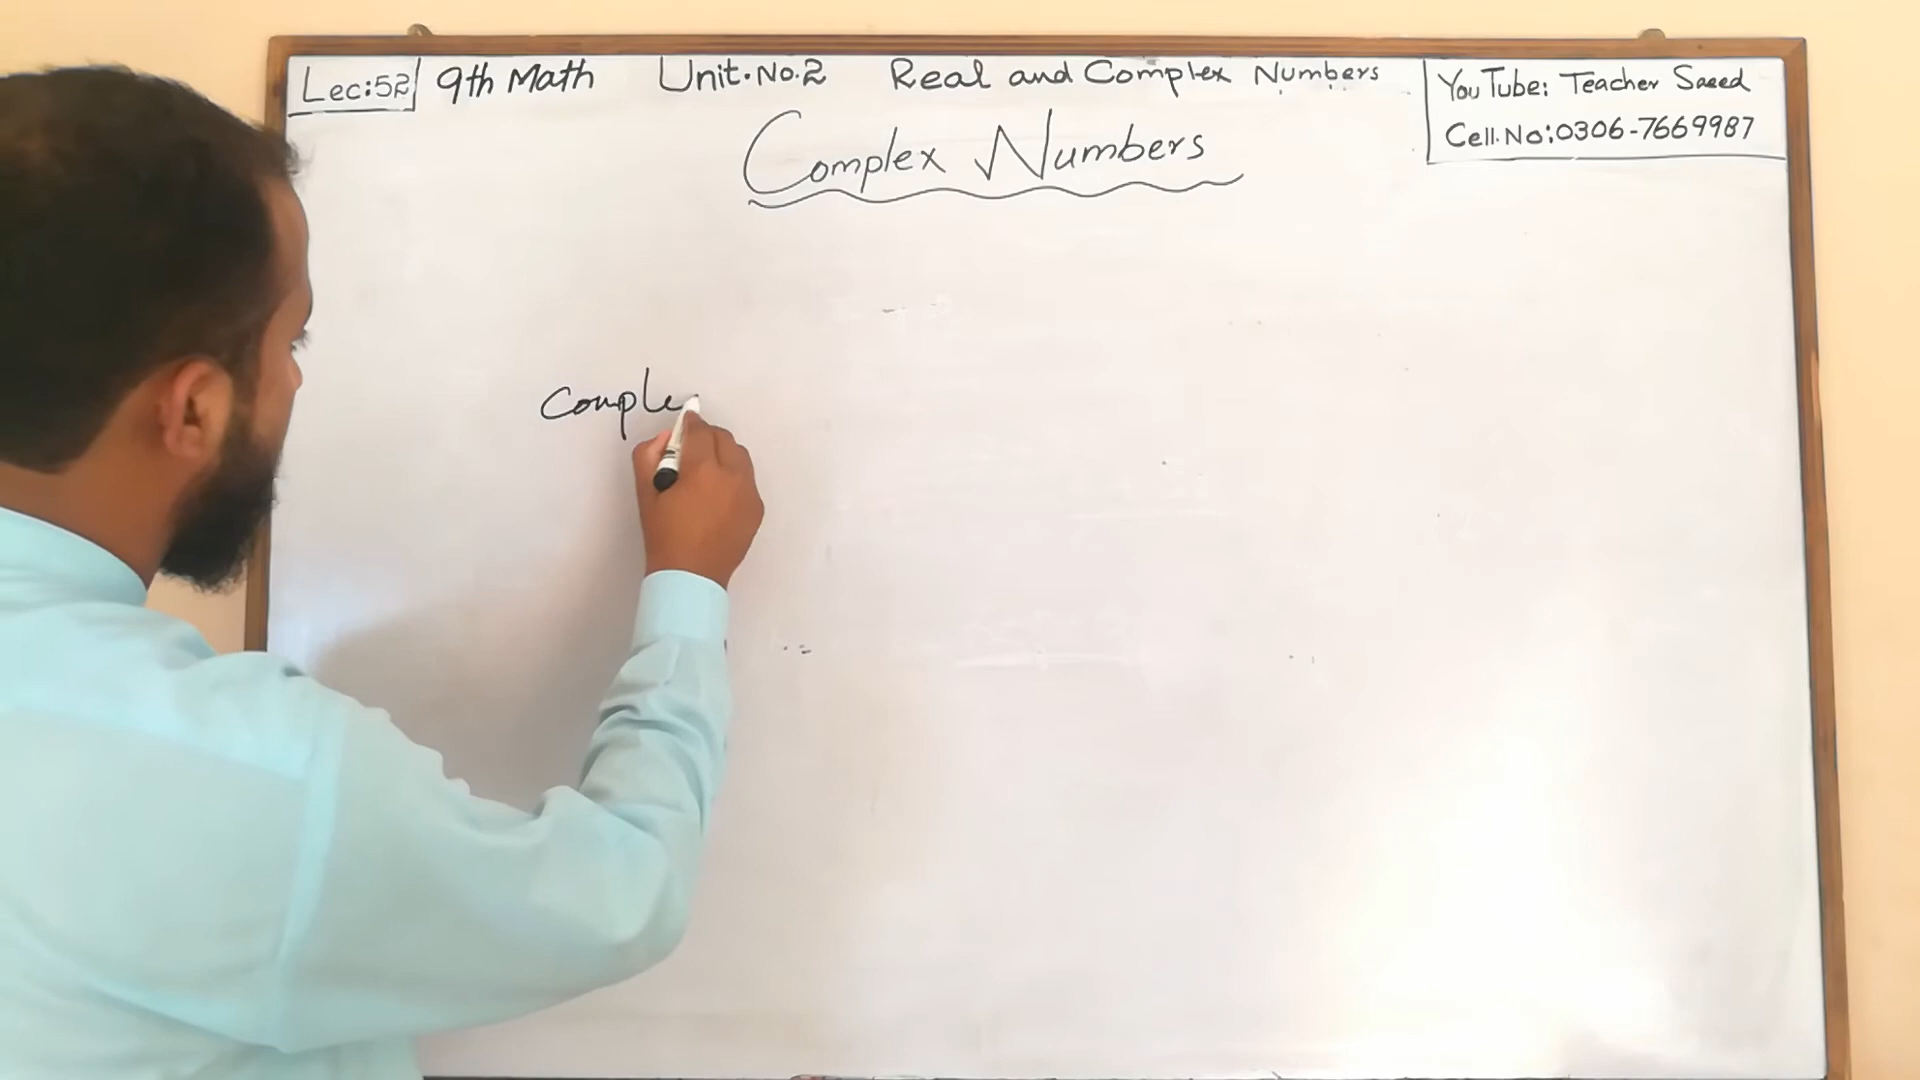 Lec:52 9th Math Unit.No.2 Real and Complex Numbers
YouTube: Teacher Saeed
Cell.No:0306-7669987
Complex Numbers
Comple